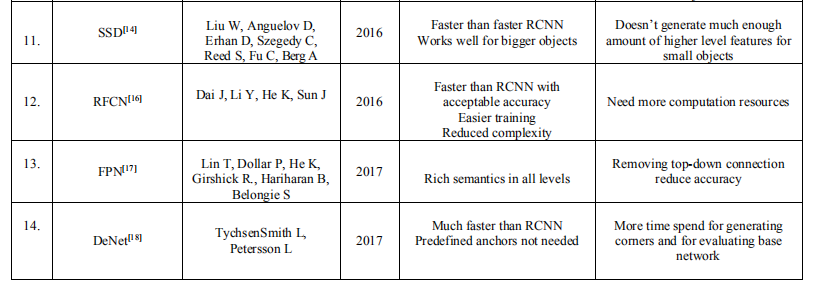 11.
SSD[14]
Liu W, Anguelov D,
Erhan D, Szegedy C,
Reed S, Fu C, Berg A
2016
Faster than faster RCNN
Works well for bigger objects
Doesn't generate much enough
amount of higher level features for
small objects
12.
RFCN[16]
Dai J, Li Y, He K, Sun J
2016
Faster than RCNN with
acceptable accuracy
Easier training
Reduced complexity
Need more computation resources
13.
FPN[17]
Lin T, Dollar P, He K,
Girshick R., Hariharan B,
Belongie S
2017
Rich semantics in all levels
Removing top-down connection
reduce accuracy
14.
DeNet[18]
TychsenSmith L,
Petersson L
2017
Much faster than RCNN
Predefined anchors not needed
More time spend for generating
corners and for evaluating base
network